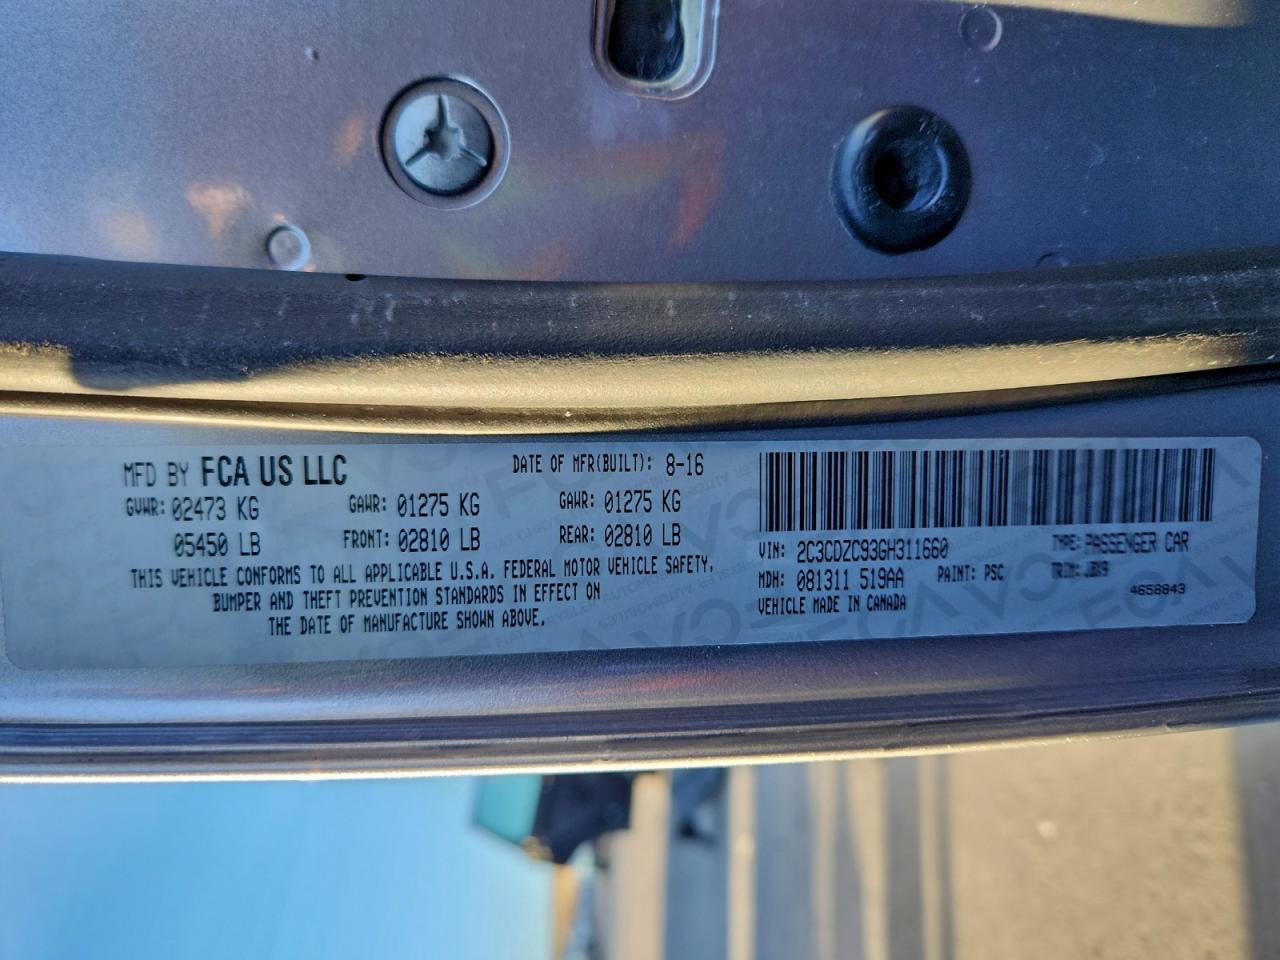 MFD BY FCA US LLC DATE OF MFR(BUILT): 8-16
GVWR: 02473 KG GAWR: 01275 KG GAWR: 01275 KG
05450 LB FRONT: 02810 LB REAR: 02810 LB
THIS VEHICLE CONFORMS TO ALL APPLICABLE U.S.A. FEDERAL MOTOR VEHICLE SAFETY,
BUMPER AND THEFT PREVENTION STANDARDS IN EFFECT ON
THE DATE OF MANUFACTURE SHOWN ABOVE.
VIN: 2C3CDZC93GH311660 TYPE: PASSENGER CAR
MDH: 081311 519AA PAINT: PSC TRIM:
VEHICLE MADE IN CANADA 4658843